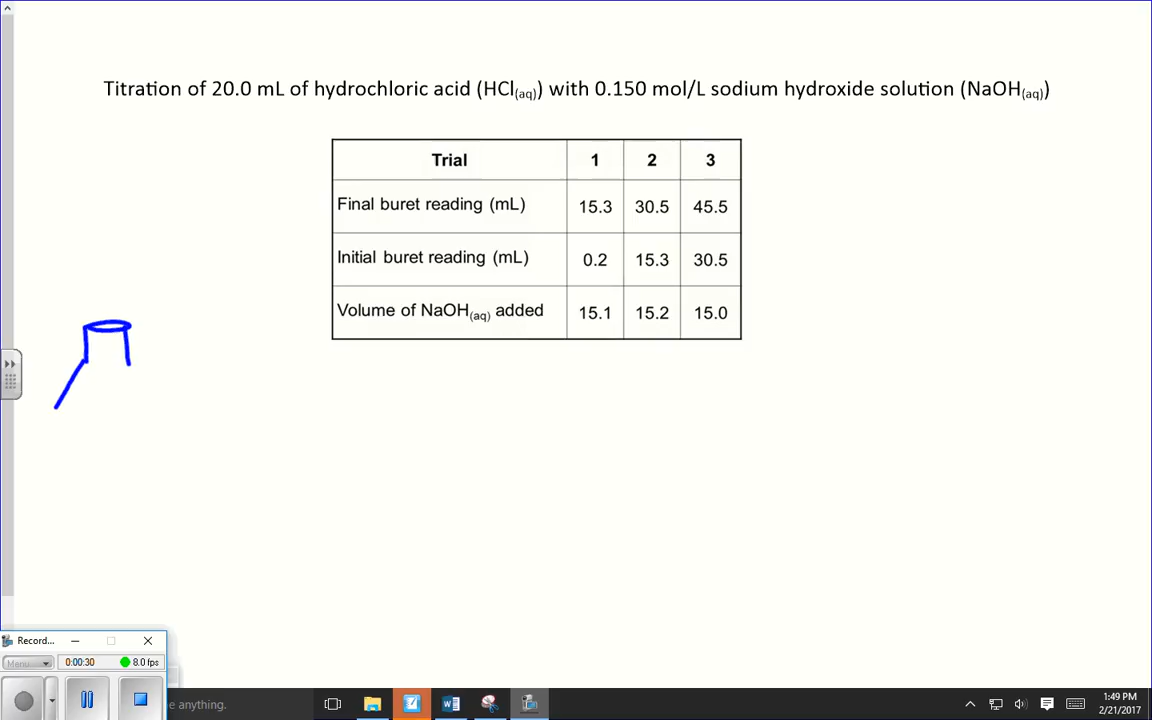 Titration of 20.0 mL of hydrochloric acid (HCl(aq)) with 0.150 mol/L sodium hydroxide solution (NaOH(aq))
Trial 1 2 3
Final buret reading (mL) 15.3 30.5 45.5
Initial buret reading (mL) 0.2 15.3 30.5
Volume of NaOH(aq) added 15.1 15.2 15.0
Record...
Menu 0:00:30 8.0 fps
e anything.
1:49 PM
2/21/2017